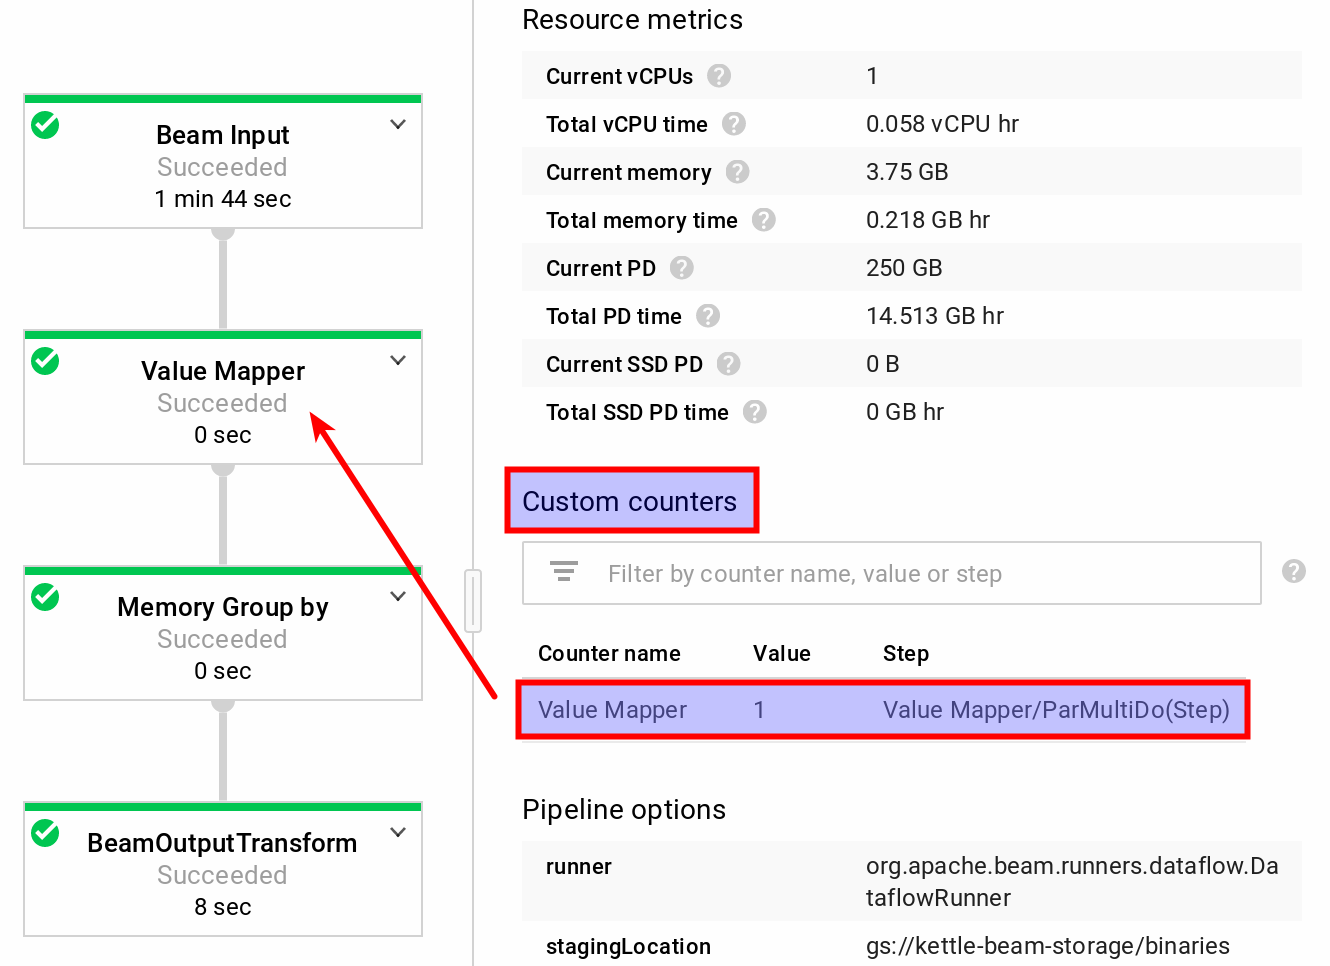 Beam Input
Succeeded
1 min 44 sec
Value Mapper
Succeeded
0 sec
Memory Group by
Succeeded
0 sec
BeamOutputTransform
Succeeded
8 sec
Resource metrics
Current vCPUs ? 1
Total vCPU time ? 0.058 vCPU hr
Current memory ? 3.75 GB
Total memory time ? 0.218 GB hr
Current PD ? 250 GB
Total PD time ? 14.513 GB hr
Current SSD PD ? 0 B
Total SSD PD time ? 0 GB hr
Custom counters
Filter by counter name, value or step ?
Counter name Value Step
Value Mapper 1 Value Mapper/ParMultiDo(Step)
Pipeline options
runner org.apache.beam.runners.dataflow.Da
taflowRunner
stagingLocation gs://kettle-beam-storage/binaries